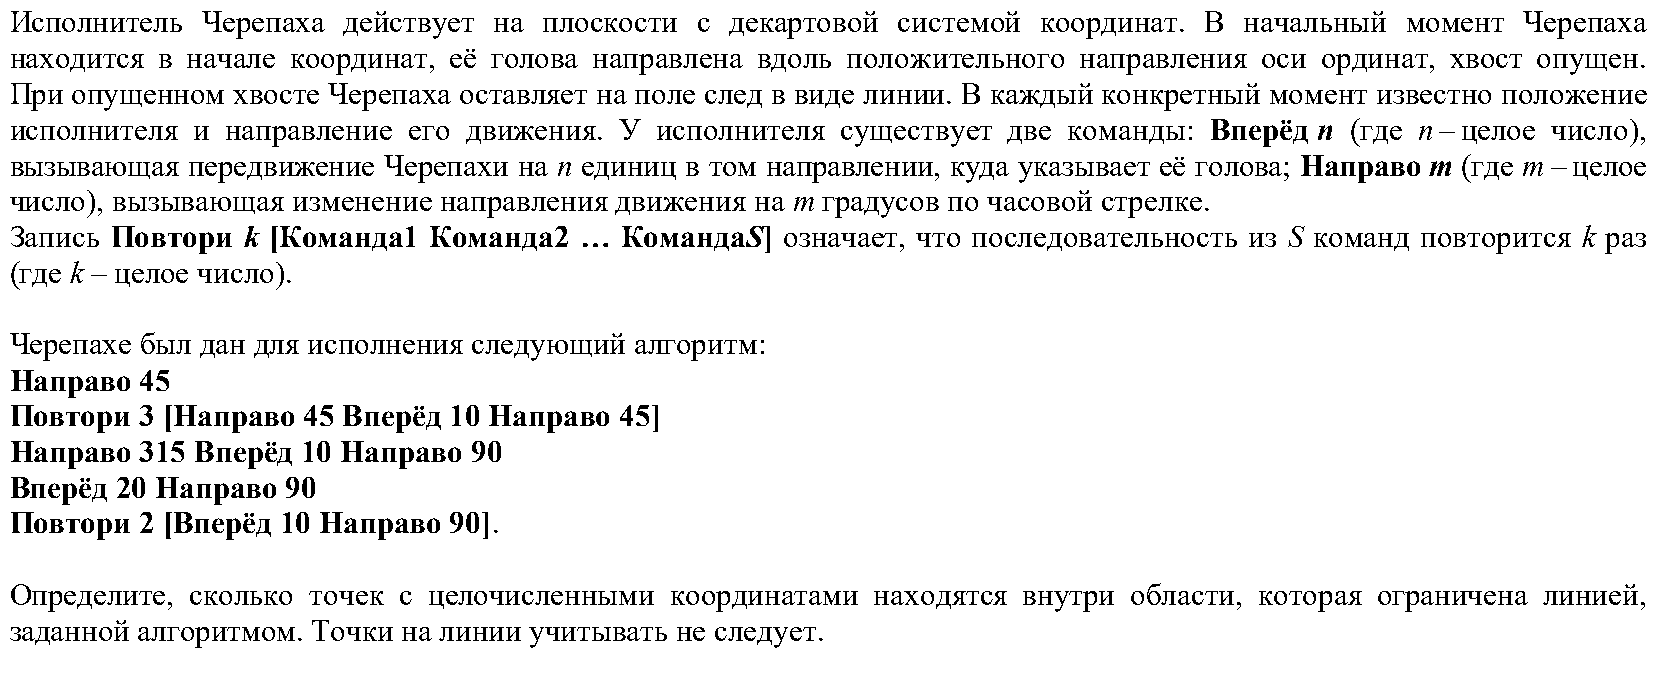 Исполнитель Черепаха действует на плоскости с декартовой системой координат. В начальный момент Черепаха
находится в начале координат, её голова направлена вдоль положительного направления оси ординат, хвост опущен.
При опущенном хвосте Черепаха оставляет на поле след в виде линии. В каждый конкретный момент известно положение
исполнителя и направление его движения. У исполнителя существует две команды: Вперёд n (где n – целое число),
вызывающая передвижение Черепахи на n единиц в том направлении, куда указывает её голова; Направо m (где m – целое
число), вызывающая изменение направления движения на m градусов по часовой стрелке.
Запись Повтори k [Команда1 Команда2 … КомандаS] означает, что последовательность из S команд повторится k раз
(где k – целое число).
Черепахе был дан для исполнения следующий алгоритм:
Направо 45
Повтори 3 [Направо 45 Вперёд 10 Направо 45]
Направо 315 Вперёд 10 Направо 90
Вперёд 20 Направо 90
Повтори 2 [Вперёд 10 Направо 90].
Определите, сколько точек с целочисленными координатами находятся внутри области, которая ограничена линией,
заданной алгоритмом. Точки на линии учитывать не следует.